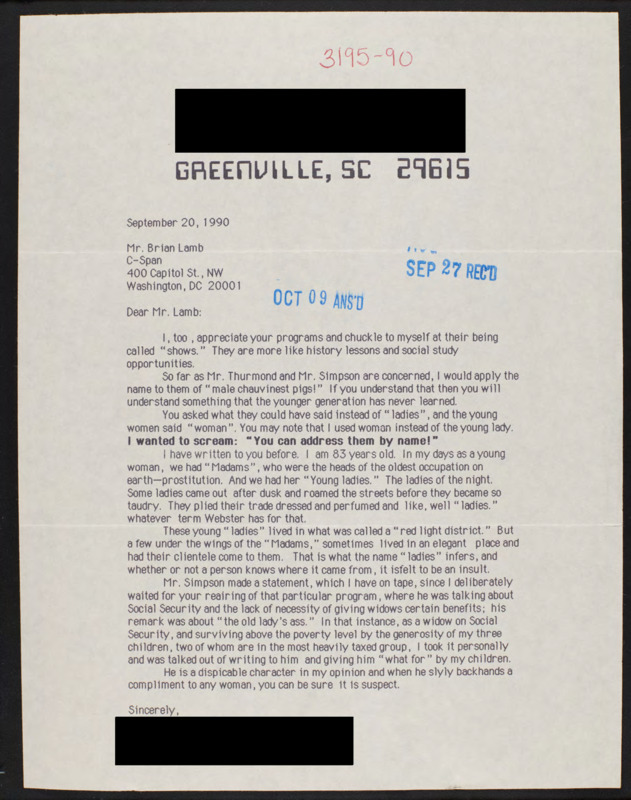 3195-90
GREENVILLE, SC 29615
September 20, 1990
Mr. Brian Lamb
C-Span
400 Capitol St., NW
Washington, DC 20001
SEP 27 REC'D
OCT 09 ANS'D
Dear Mr. Lamb:
I, too , appreciate your programs and chuckle to myself at their being
called "shows." They are more like history lessons and social study
opportunities.
So far as Mr. Thurmond and Mr. Simpson are concerned, I would apply the
name to them of "male chauvinest pigs!" If you understand that then you will
understand something that the younger generation has never learned.
You asked what they could have said instead of "ladies", and the young
women said "woman". You may note that I used woman instead of the young lady.
I wanted to scream: "You can address them by name!"
I have written to you before. I am 83 years old. In my days as a young
woman, we had "Madams", who were the heads of the oldest occupation on
earth—prostitution. And we had her "Young ladies." The ladies of the night.
Some ladies came out after dusk and roamed the streets before they became so
taudry. They plied their trade dressed and perfumed and like, well "ladies."
whatever term Webster has for that.
These young "ladies" lived in what was called a "red light district." But
a few under the wings of the "Madams," sometimes lived in an elegant place and
had their clientele come to them. That is what the name "ladies" infers, and
whether or not a person knows where it came from, it isfelt to be an insult.
Mr. Simpson made a statement, which I have on tape, since I deliberately
waited for your reairing of that particular program, where he was talking about
Social Security and the lack of necessity of giving widows certain benefits; his
remark was about "the old lady's ass." In that instance, as a widow on Social
Security, and surviving above the poverty level by the generosity of my three
children, two of whom are in the most heavily taxed group, I took it personally
and was talked out of writing to him and giving him "what for" by my children.
He is a dispicable character in my opinion and when he slyly backhands a
compliment to any woman, you can be sure it is suspect.
Sincerely,